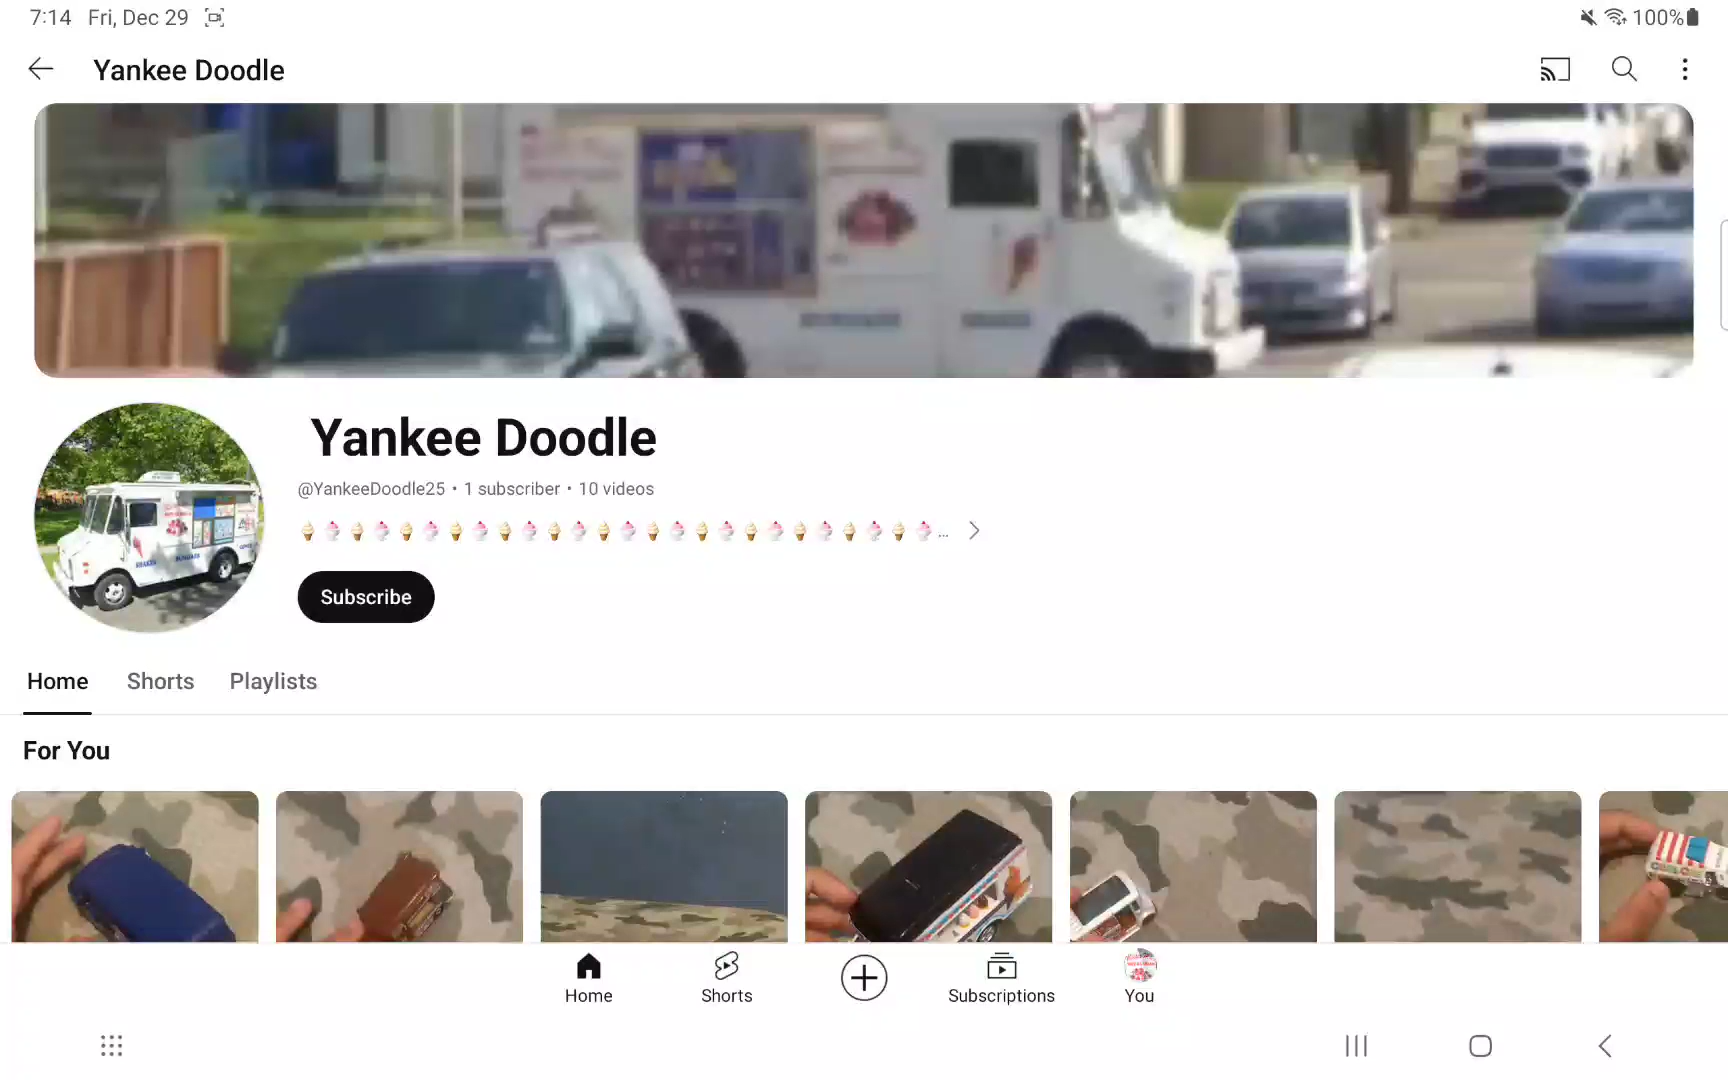 7:14 Fri, Dec 29 100%
Yankee Doodle
Yankee Doodle
@YankeeDoodle25 • 1 subscriber • 10 videos
🍦🍧🍦🍧🍦🍧🍦🍧🍦🍧🍦🍧🍦🍧🍦🍧🍦🍧🍦🍧🍦🍧🍦🍧🍦🍧...
Subscribe
Home Shorts Playlists
For You
Home Shorts Subscriptions You